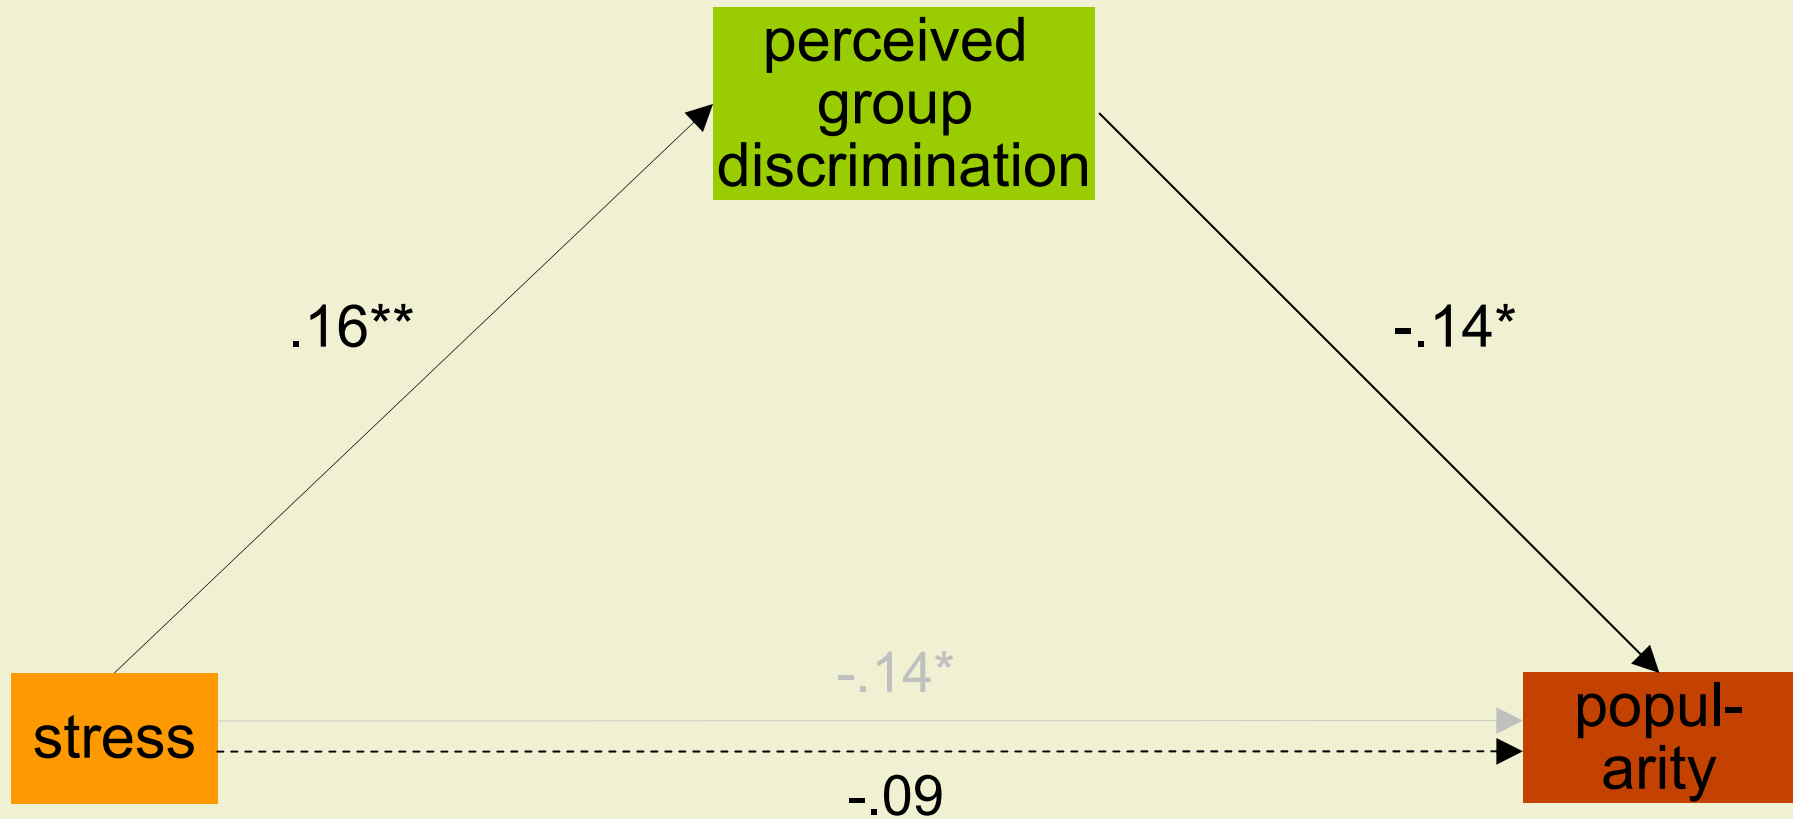 perceived
group
discrimination
.16**
-.14*
-.14*
stress
popul-
arity
-.09